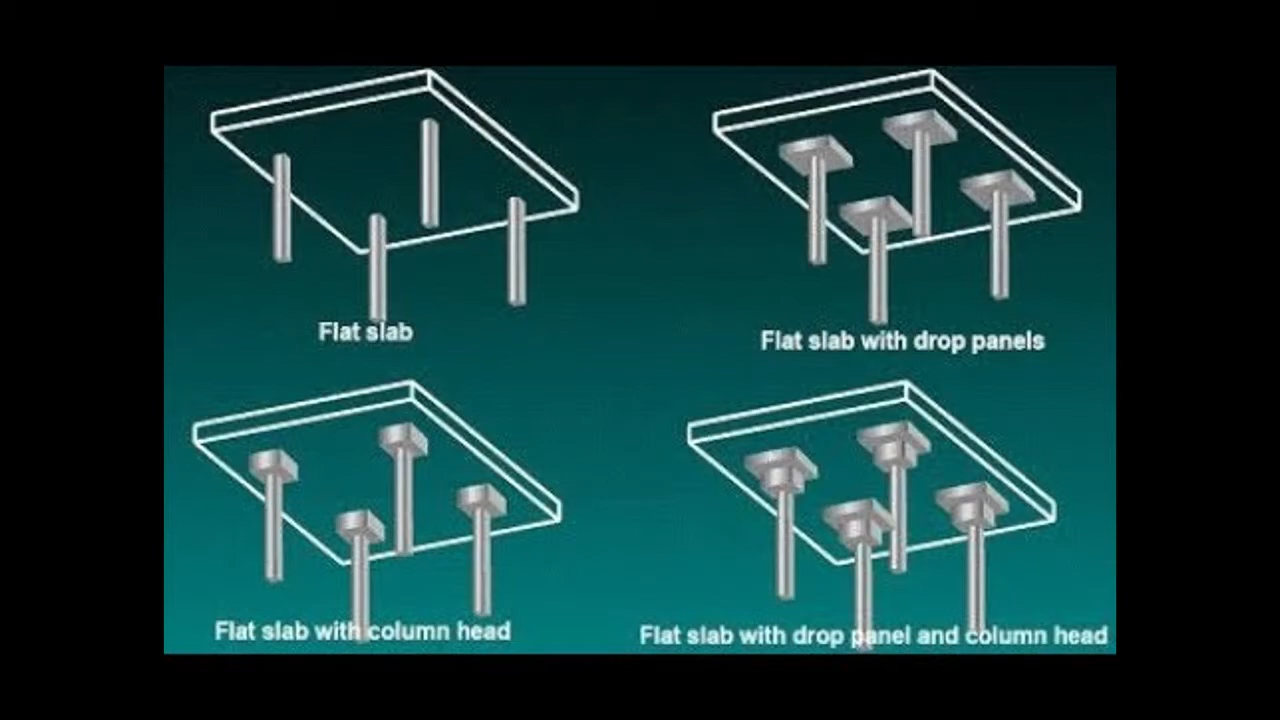 Flat slab
Flat slab with drop panels
Flat slab with column head
Flat slab with drop panel and column head